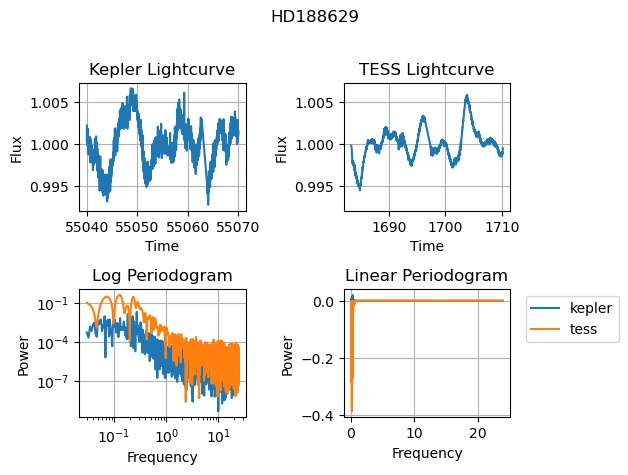 HD188629
Kepler Lightcurve
1.005
1.000
0.995
Flux
55040 55050 55060 55070
Time
TESS Lightcurve
1.005
1.000
0.995
Flux
1690 1700 1710
Time
Log Periodogram
10⁻¹
10⁻⁴
10⁻⁷
Power
10⁻¹ 10⁰ 10¹
Frequency
Linear Periodogram
0.0
−0.2
−0.4
Power
0 10 20
Frequency
kepler
tess